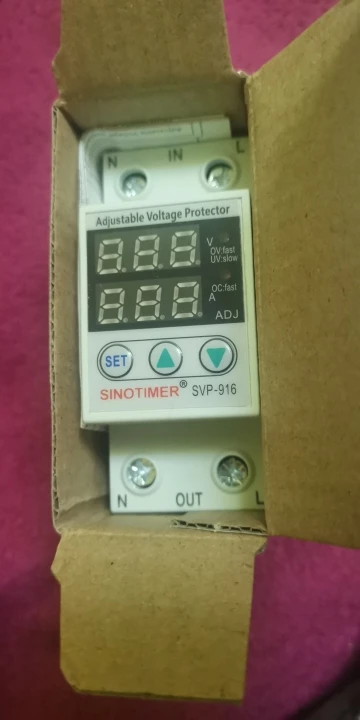 N IN L
Adjustable Voltage Protector
V
OV:fast
UV:slow
OC:fast
A
ADJ
SET
SINOTIMER® SVP-916
N OUT L